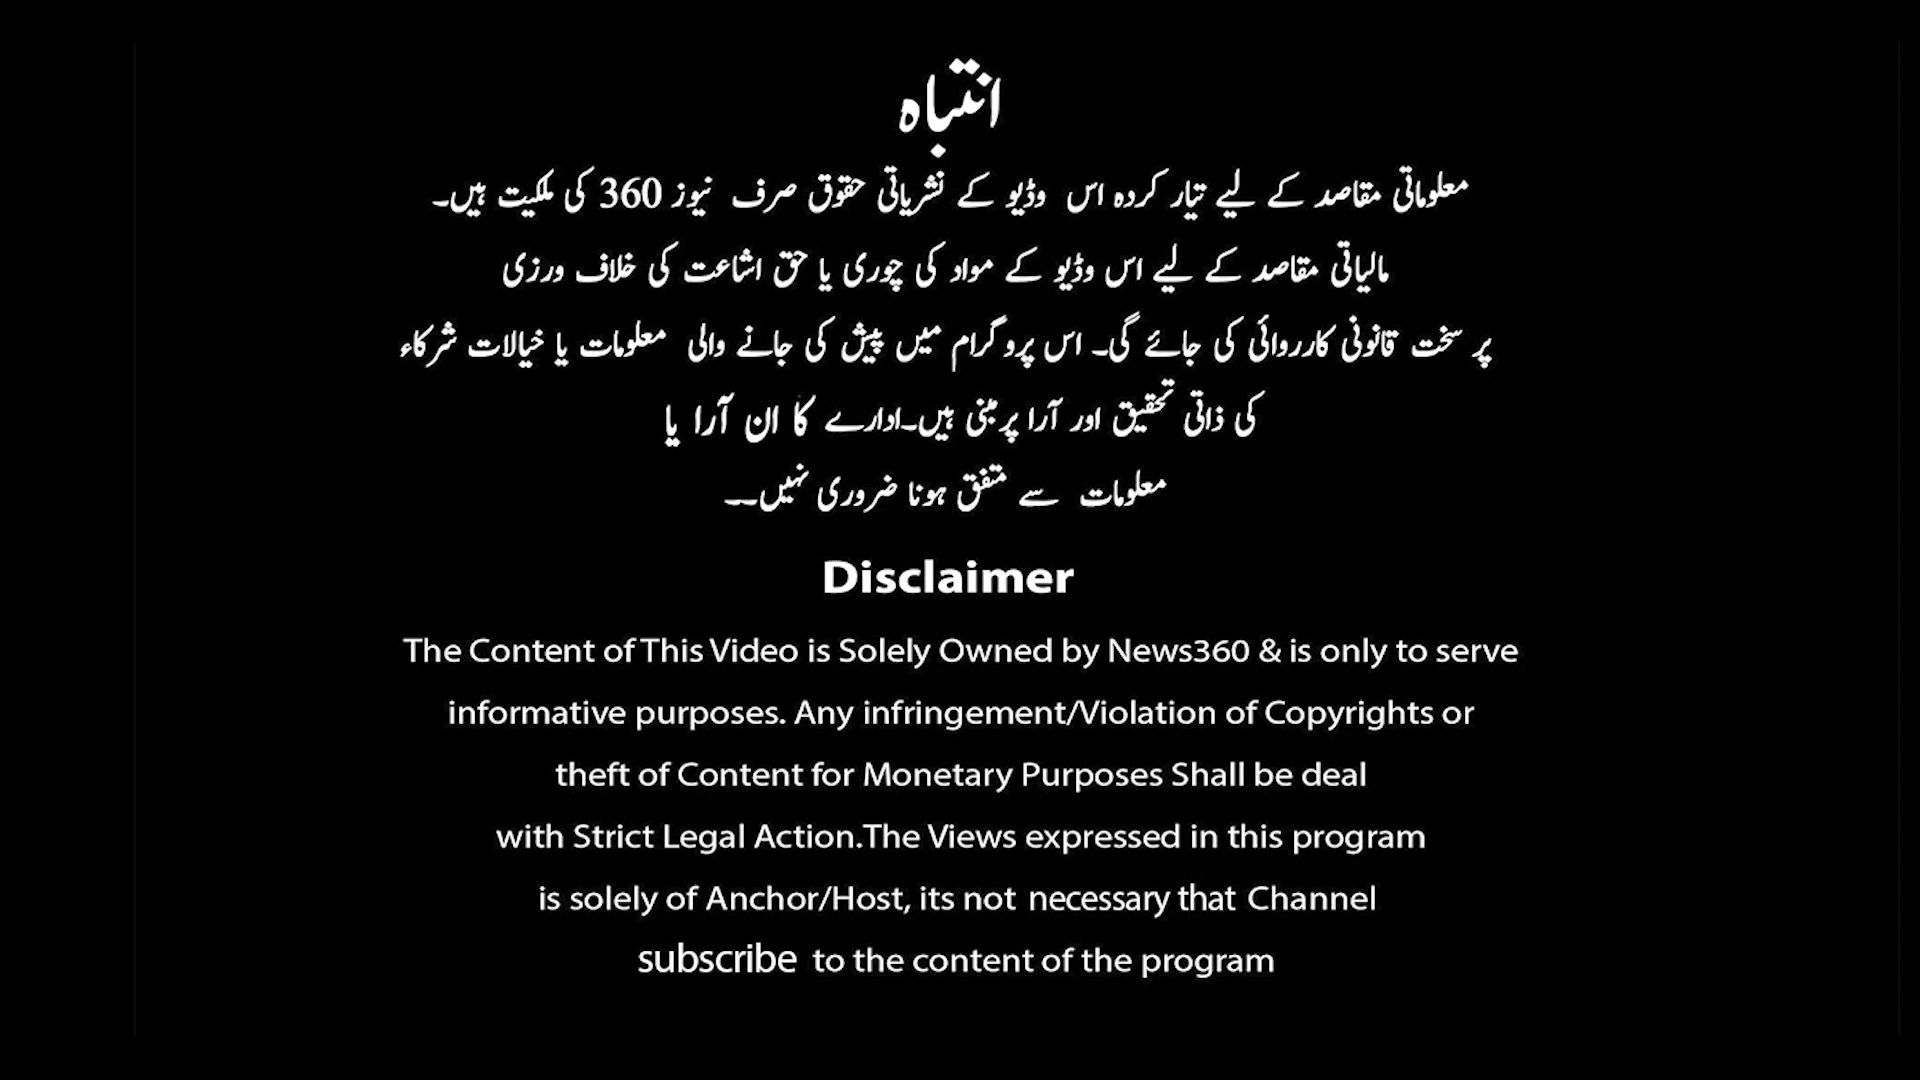 انتباہ
معلوماتی مقاصد کے لیے تیار کردہ اس وڈیو کے نشریاتی حقوق صرف نیوز 360 کی ملکیت ہیں۔
مالیاتی مقاصد کے لیے اس وڈیو کے مواد کی چوری یا حق اشاعت کی خلاف ورزی
پر سخت قانونی کارروائی کی جائے گی۔ اس پروگرام میں پیش کی جانے والی معلومات یا خیالات شرکاء
کی ذاتی تحقیق اور آرا پر مبنی ہیں۔ادارے کا ان آرا یا
معلومات سے متفق ہونا ضروری نہیں۔۔
Disclaimer
The Content of This Video is Solely Owned by News360 & is only to serve
informative purposes. Any infringement/Violation of Copyrights or
theft of Content for Monetary Purposes Shall be deal
with Strict Legal Action.The Views expressed in this program
is solely of Anchor/Host, its not necessary that Channel
subscribe to the content of the program